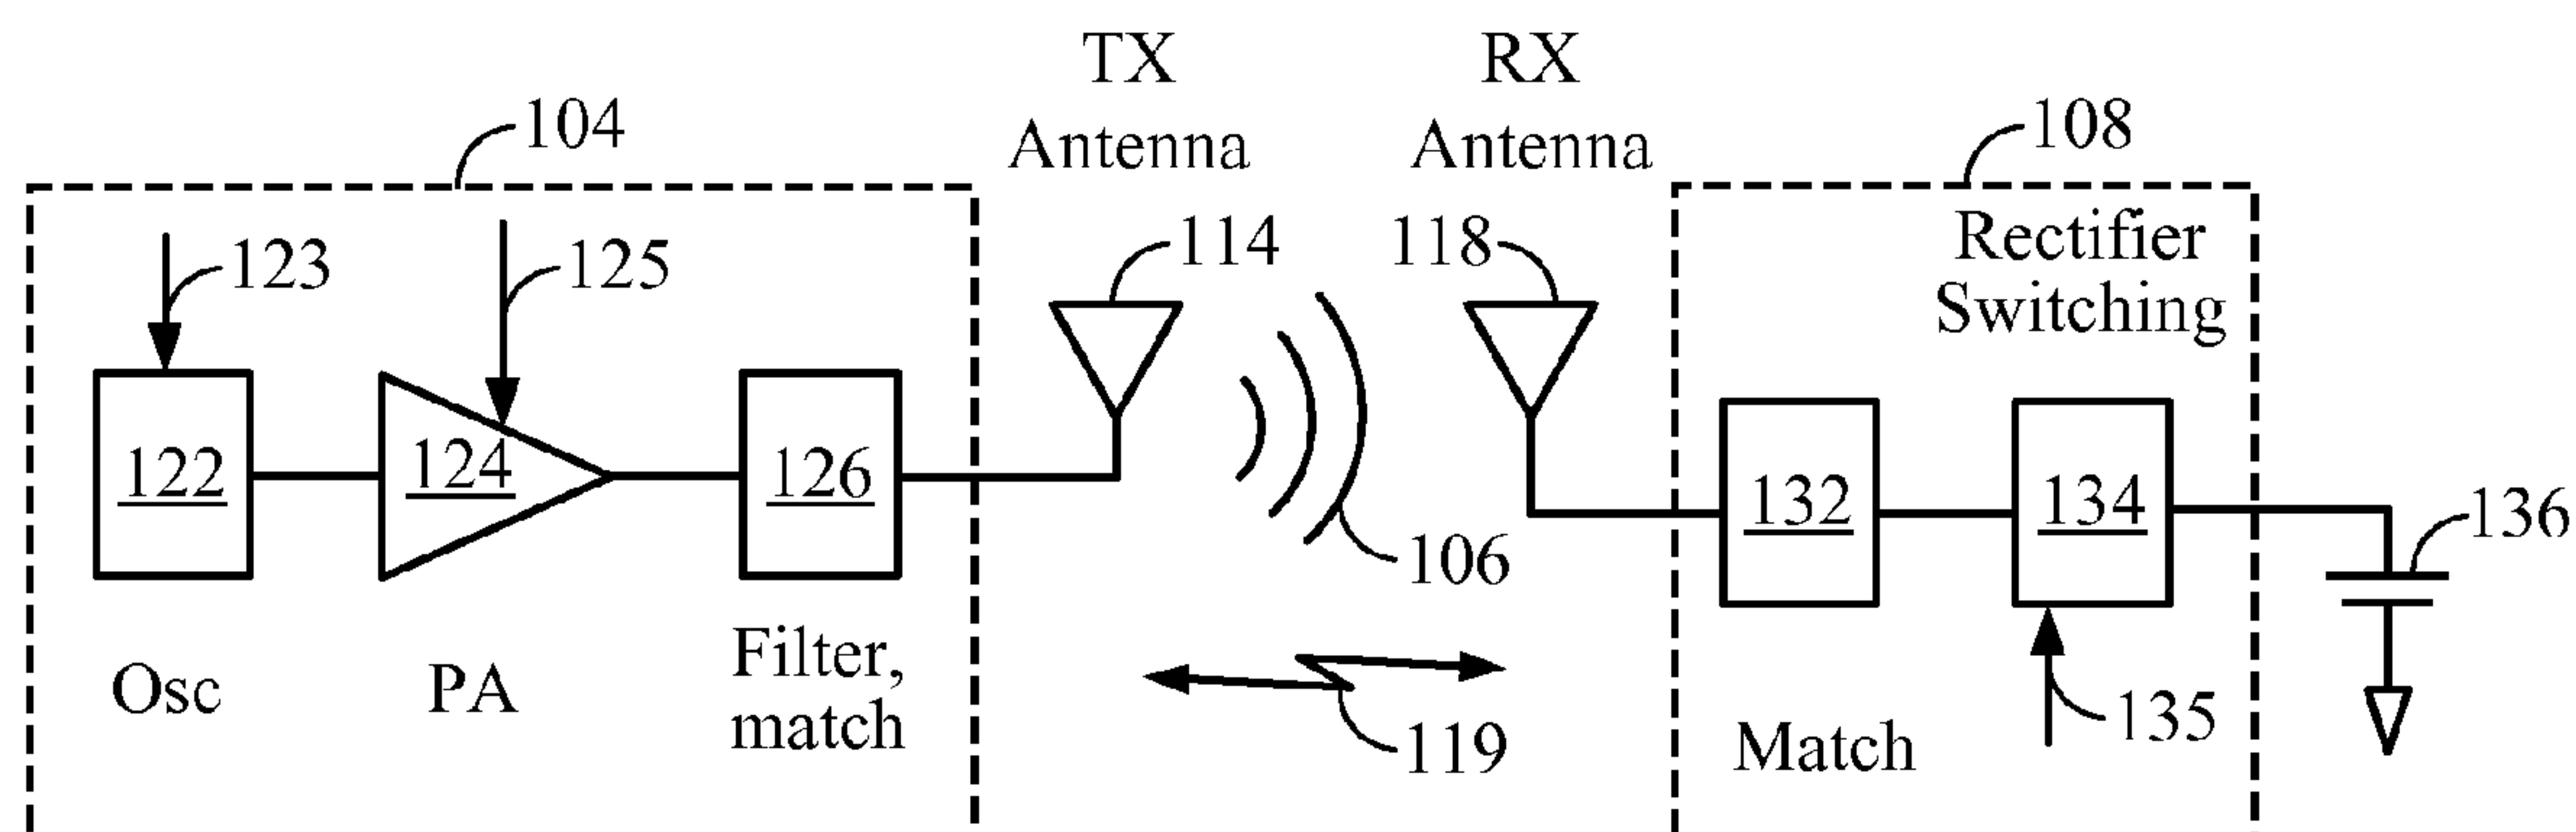 TX
Antenna
RX
Antenna
104
108
123
125
114
118
Rectifier
Switching
122
124
126
106
132
134
136
Osc
PA
Filter,
match
119
Match
135